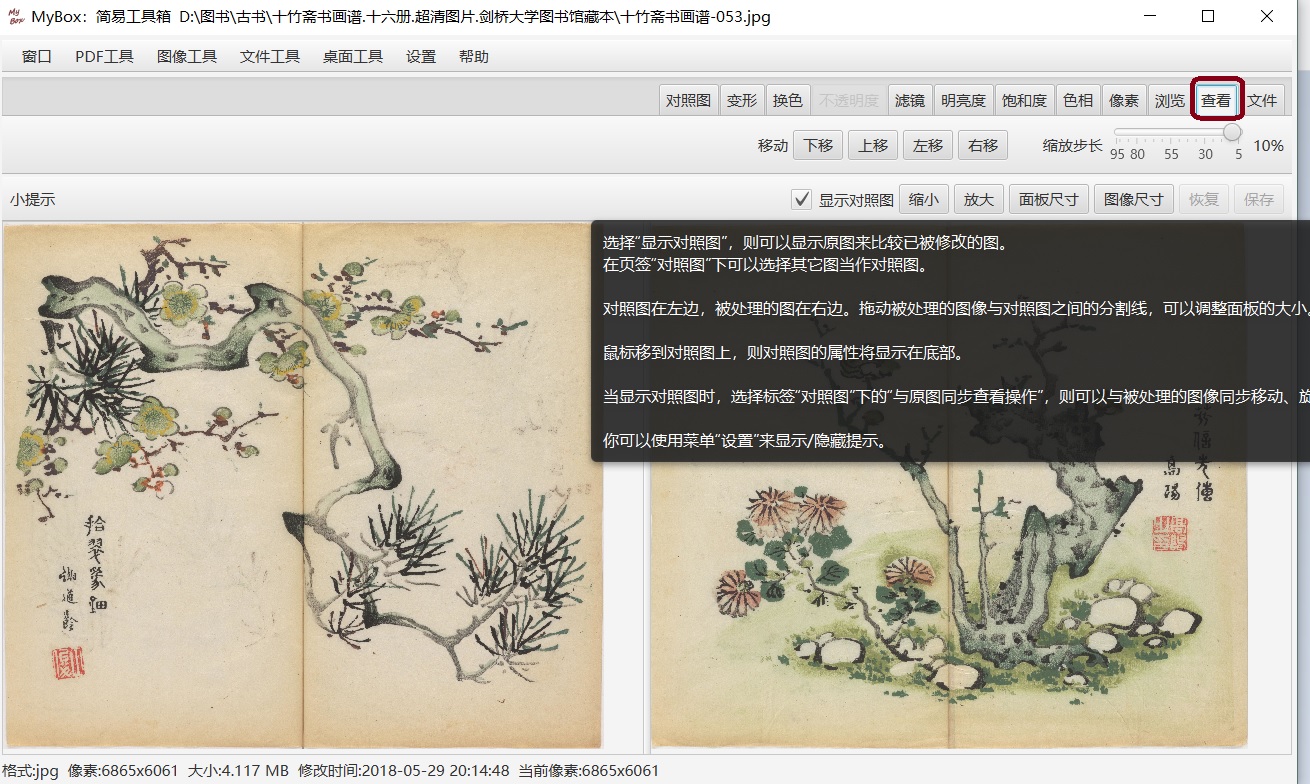 My Box MyBox：简易工具箱 D:\图书\古书\十竹斋书画谱.十六册.超清图片.剑桥大学图书馆藏本\十竹斋书画谱-053.jpg
窗口 PDF工具 图像工具 文件工具 桌面工具 设置 帮助
对照图 变形 换色 不透明度 滤镜 明亮度 饱和度 色相 像素 浏览 查看 文件
移动 下移 上移 左移 右移 缩放步长 95 80 55 30 5 10%
小提示 显示对照图 缩小 放大 面板尺寸 图像尺寸 恢复 保存
选择"显示对照图"，则可以显示原图来比较已被修改的图。
在页签"对照图"下可以选择其它图当作对照图。
对照图在左边，被处理的图在右边。拖动被处理的图像与对照图之间的分割线，可以调整面板的大小。
鼠标移到对照图上，则对照图的属性将显示在底部。
当显示对照图时，选择标签"对照图"下的"与原图同步查看操作"，则可以与被处理的图像同步移动、旋
你可以使用菜单"设置"来显示/隐藏提示。
拾翠
高阳
格式:jpg 像素:6865x6061 大小:4.117 MB 修改时间:2018-05-29 20:14:48 当前像素:6865x6061